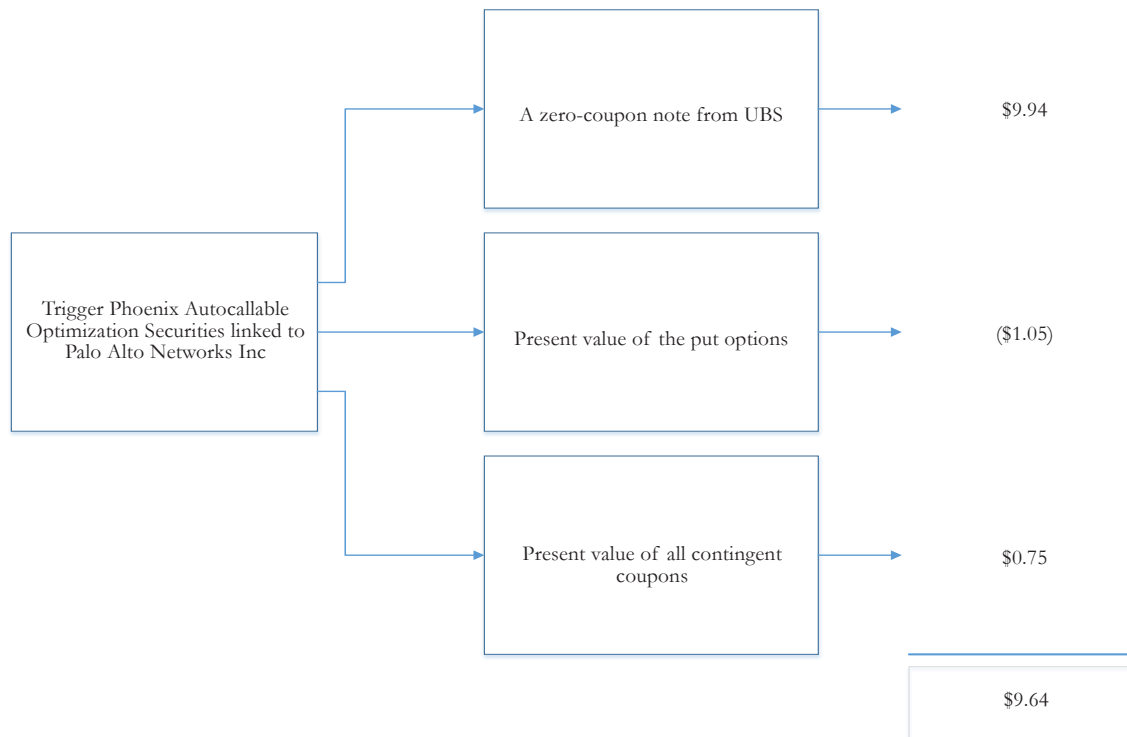 A zero-coupon note from UBS
$9.94
Trigger Phoenix Autocallable
Optimization Securities linked to
Palo Alto Networks Inc
Present value of the put options
($1.05)
Present value of all contingent
coupons
$0.75
$9.64